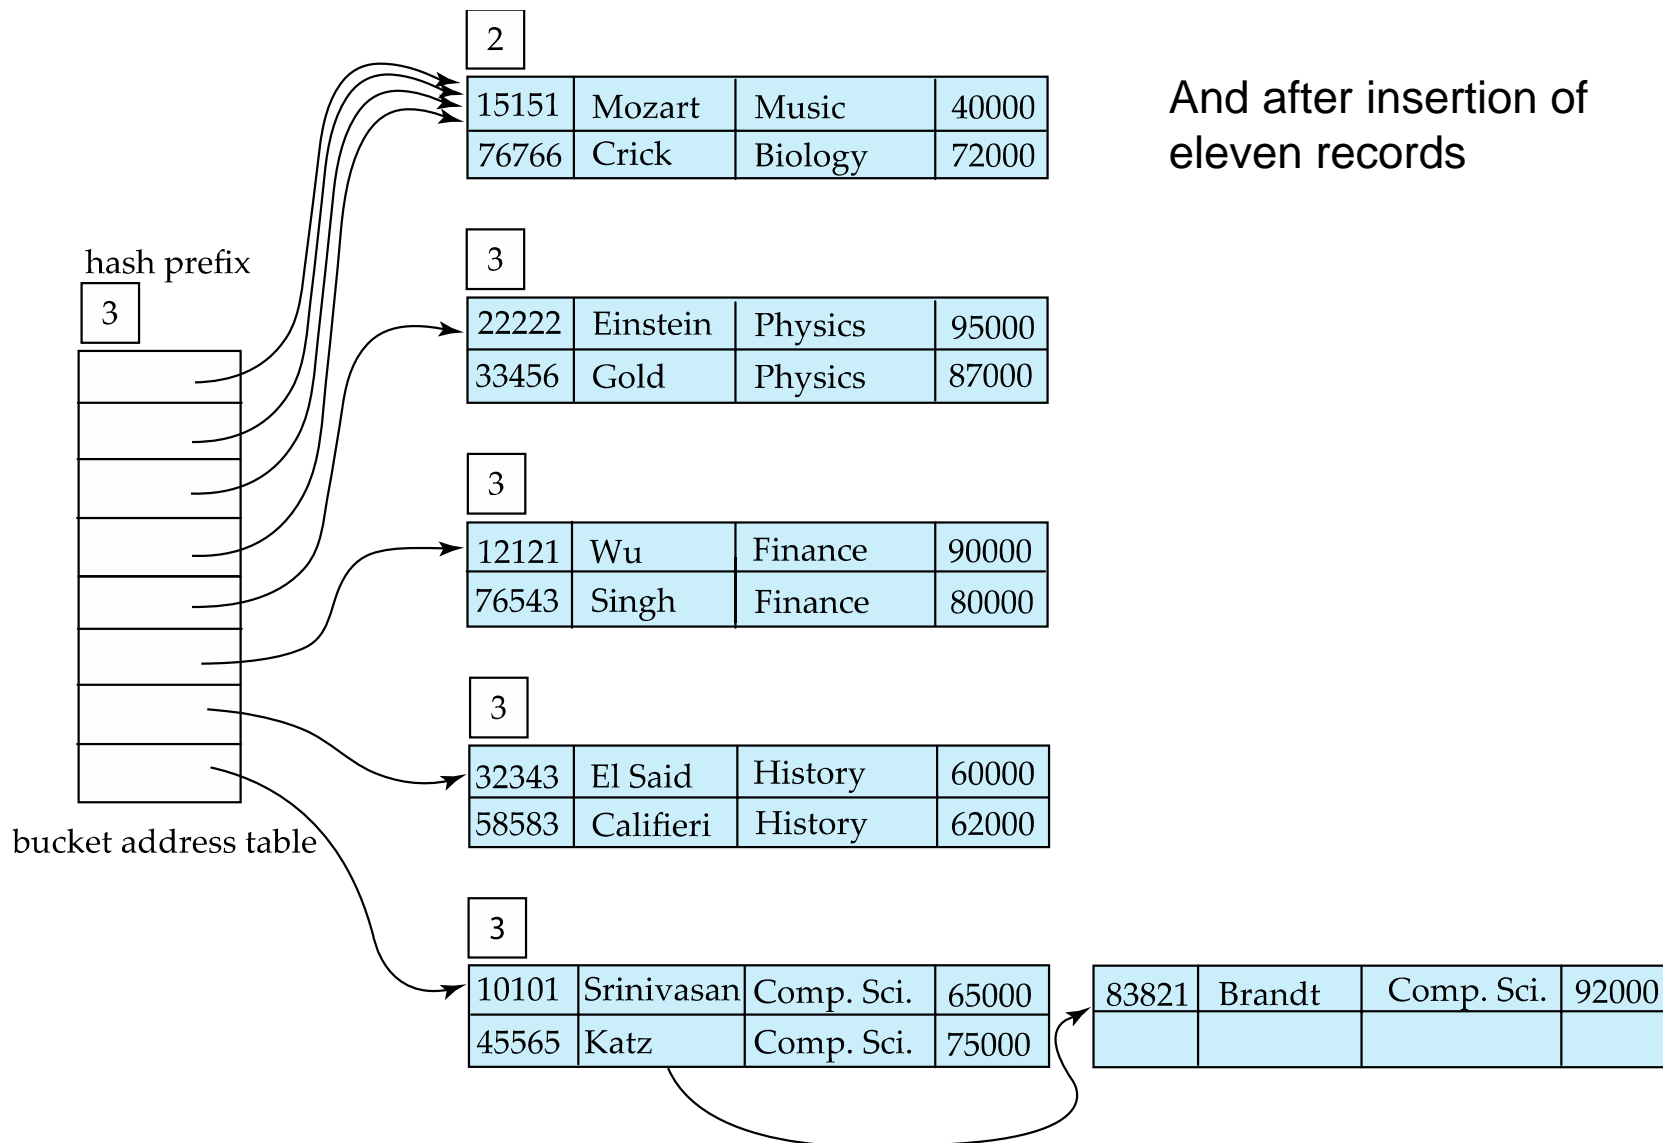 2
15151 Mozart Music 40000
76766 Crick Biology 72000
And after insertion of
eleven records
hash prefix
3
3
22222 Einstein Physics 95000
33456 Gold Physics 87000
3
12121 Wu Finance 90000
76543 Singh Finance 80000
3
32343 El Said History 60000
58583 Califieri History 62000
bucket address table
3
10101 Srinivasan Comp. Sci. 65000
45565 Katz Comp. Sci. 75000
83821 Brandt Comp. Sci. 92000